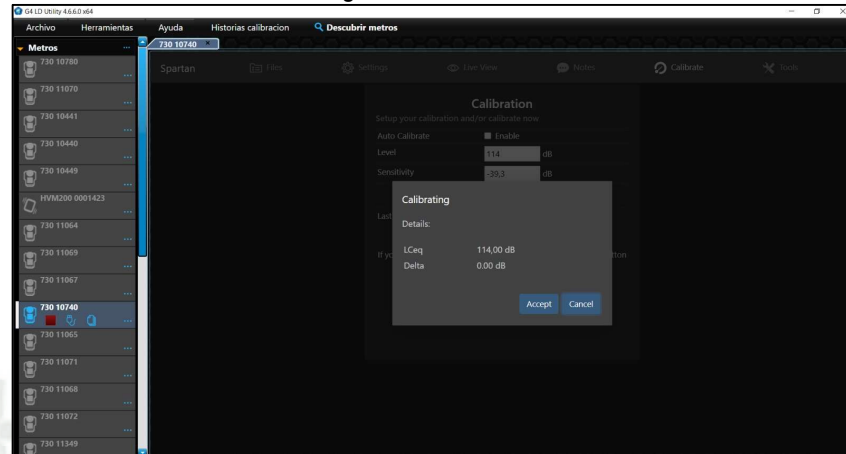 G4 LD Utility 4.6.6.0 x64
Archivo Herramientas Ayuda Historias calibracion Descubrir metros
Metros ...
730 10740 ×
Spartan Files Settings Live View Notes Calibrate Tools
730 10780
730 11070
730 10441
730 10440
730 10449
HVM200 0001423
730 11064
730 11069
730 11067
730 10740
730 11065
730 11071
730 11068
730 11072
730 11349
Calibration
Setup your calibration and/or calibrate now
Auto Calibrate Enable
Level 114 dB
Sensitivity -39,3 dB
Last
If yo
tton
Calibrating
Details:
LCeq 114,00 dB
Delta 0.00 dB
Accept Cancel